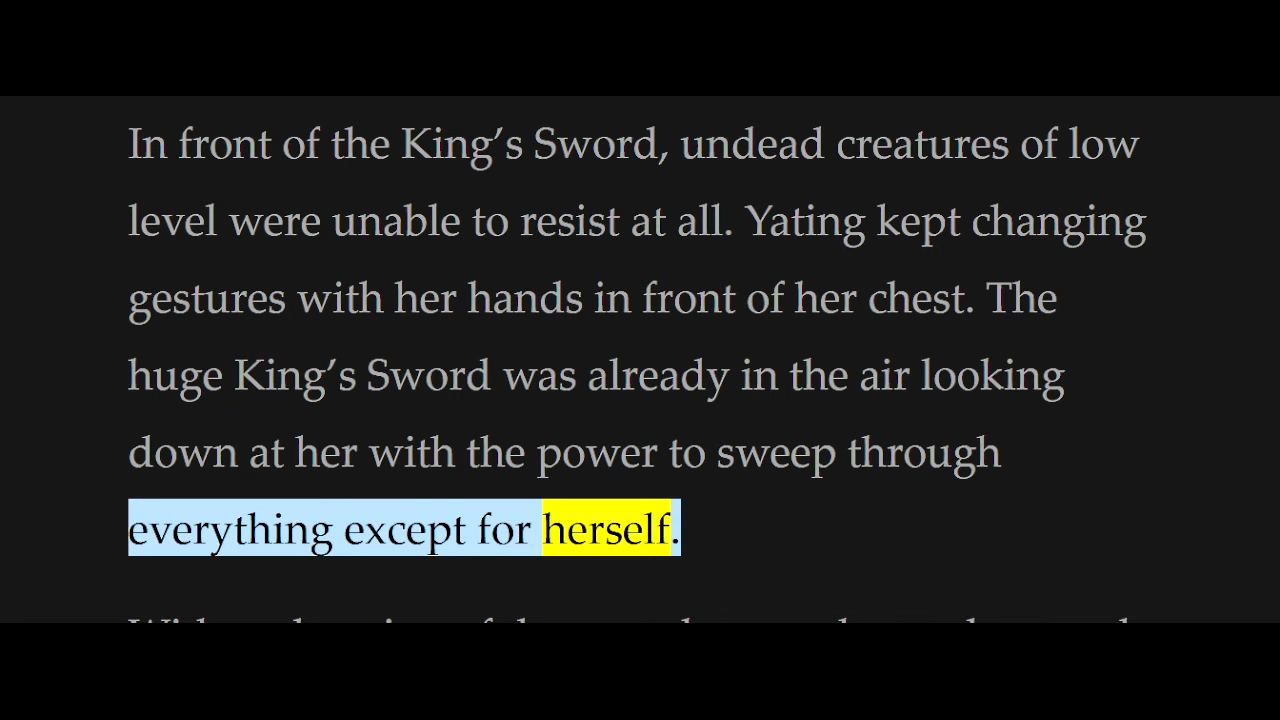 In front of the King’s Sword, undead creatures of low
level were unable to resist at all. Yating kept changing
gestures with her hands in front of her chest. The
huge King’s Sword was already in the air looking
down at her with the power to sweep through
everything except for herself.